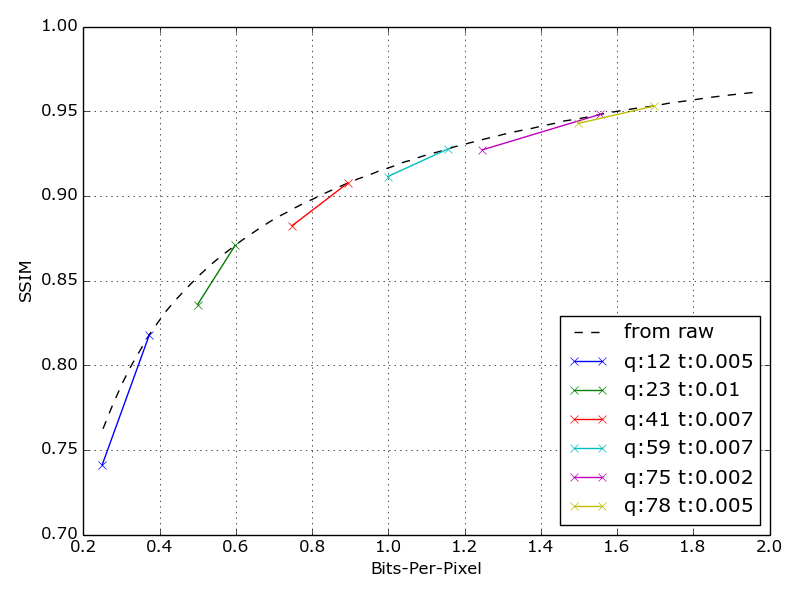 1.00
0.95
0.90
0.85
0.80
0.75
0.70
SSIM
0.2 0.4 0.6 0.8 1.0 1.2 1.4 1.6 1.8 2.0
Bits-Per-Pixel
from raw
q:12 t:0.005
q:23 t:0.01
q:41 t:0.007
q:59 t:0.007
q:75 t:0.002
q:78 t:0.005